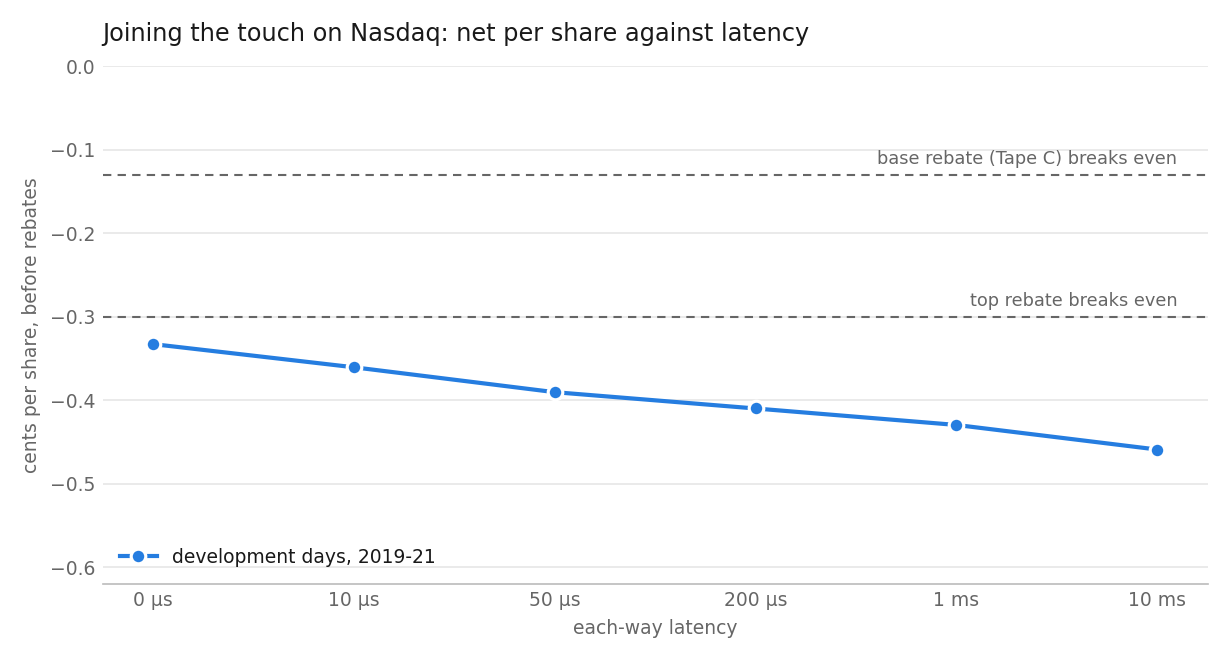 Joining the touch on Nasdaq: net per share against latency
0.0
−0.1
−0.2
−0.3
−0.4
−0.5
−0.6
cents per share, before rebates
base rebate (Tape C) breaks even
top rebate breaks even
development days, 2019-21
0 µs
10 µs
50 µs
200 µs
1 ms
10 ms
each-way latency